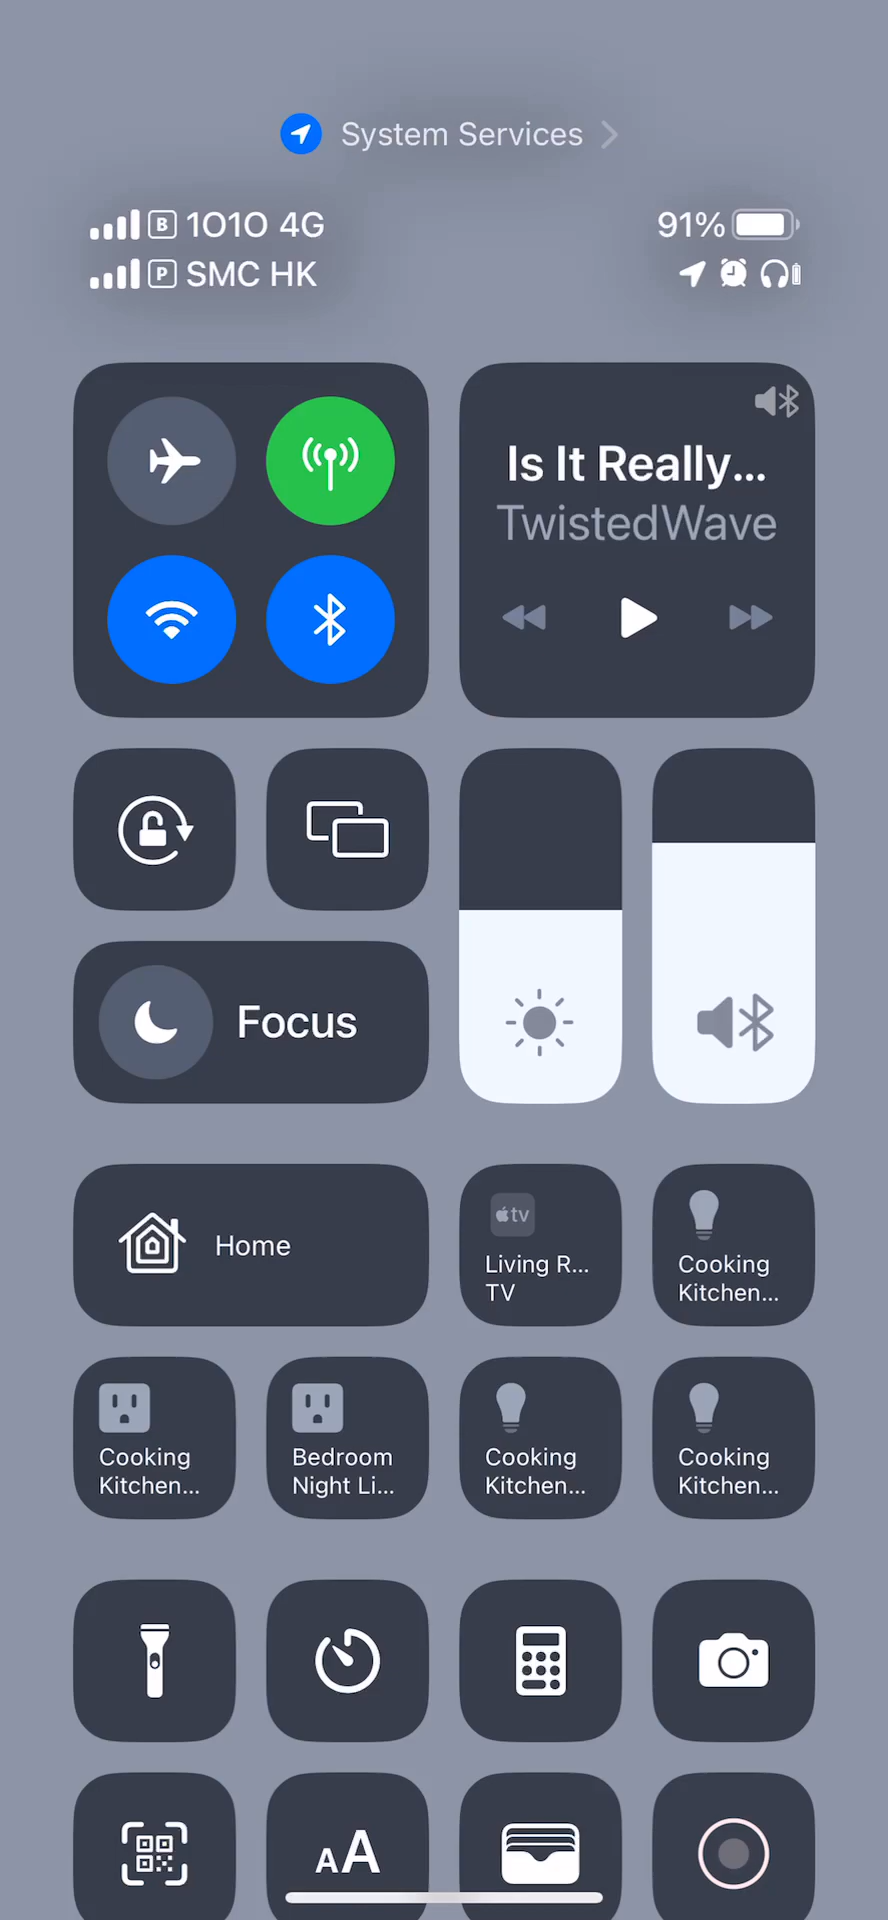 System Services
B 1O1O 4G
91%
P SMC HK
Is It Really...
TwistedWave
Focus
Home
tv
Living R...
TV
Cooking
Kitchen...
Cooking
Kitchen...
Bedroom
Night Li...
Cooking
Kitchen...
Cooking
Kitchen...
AA